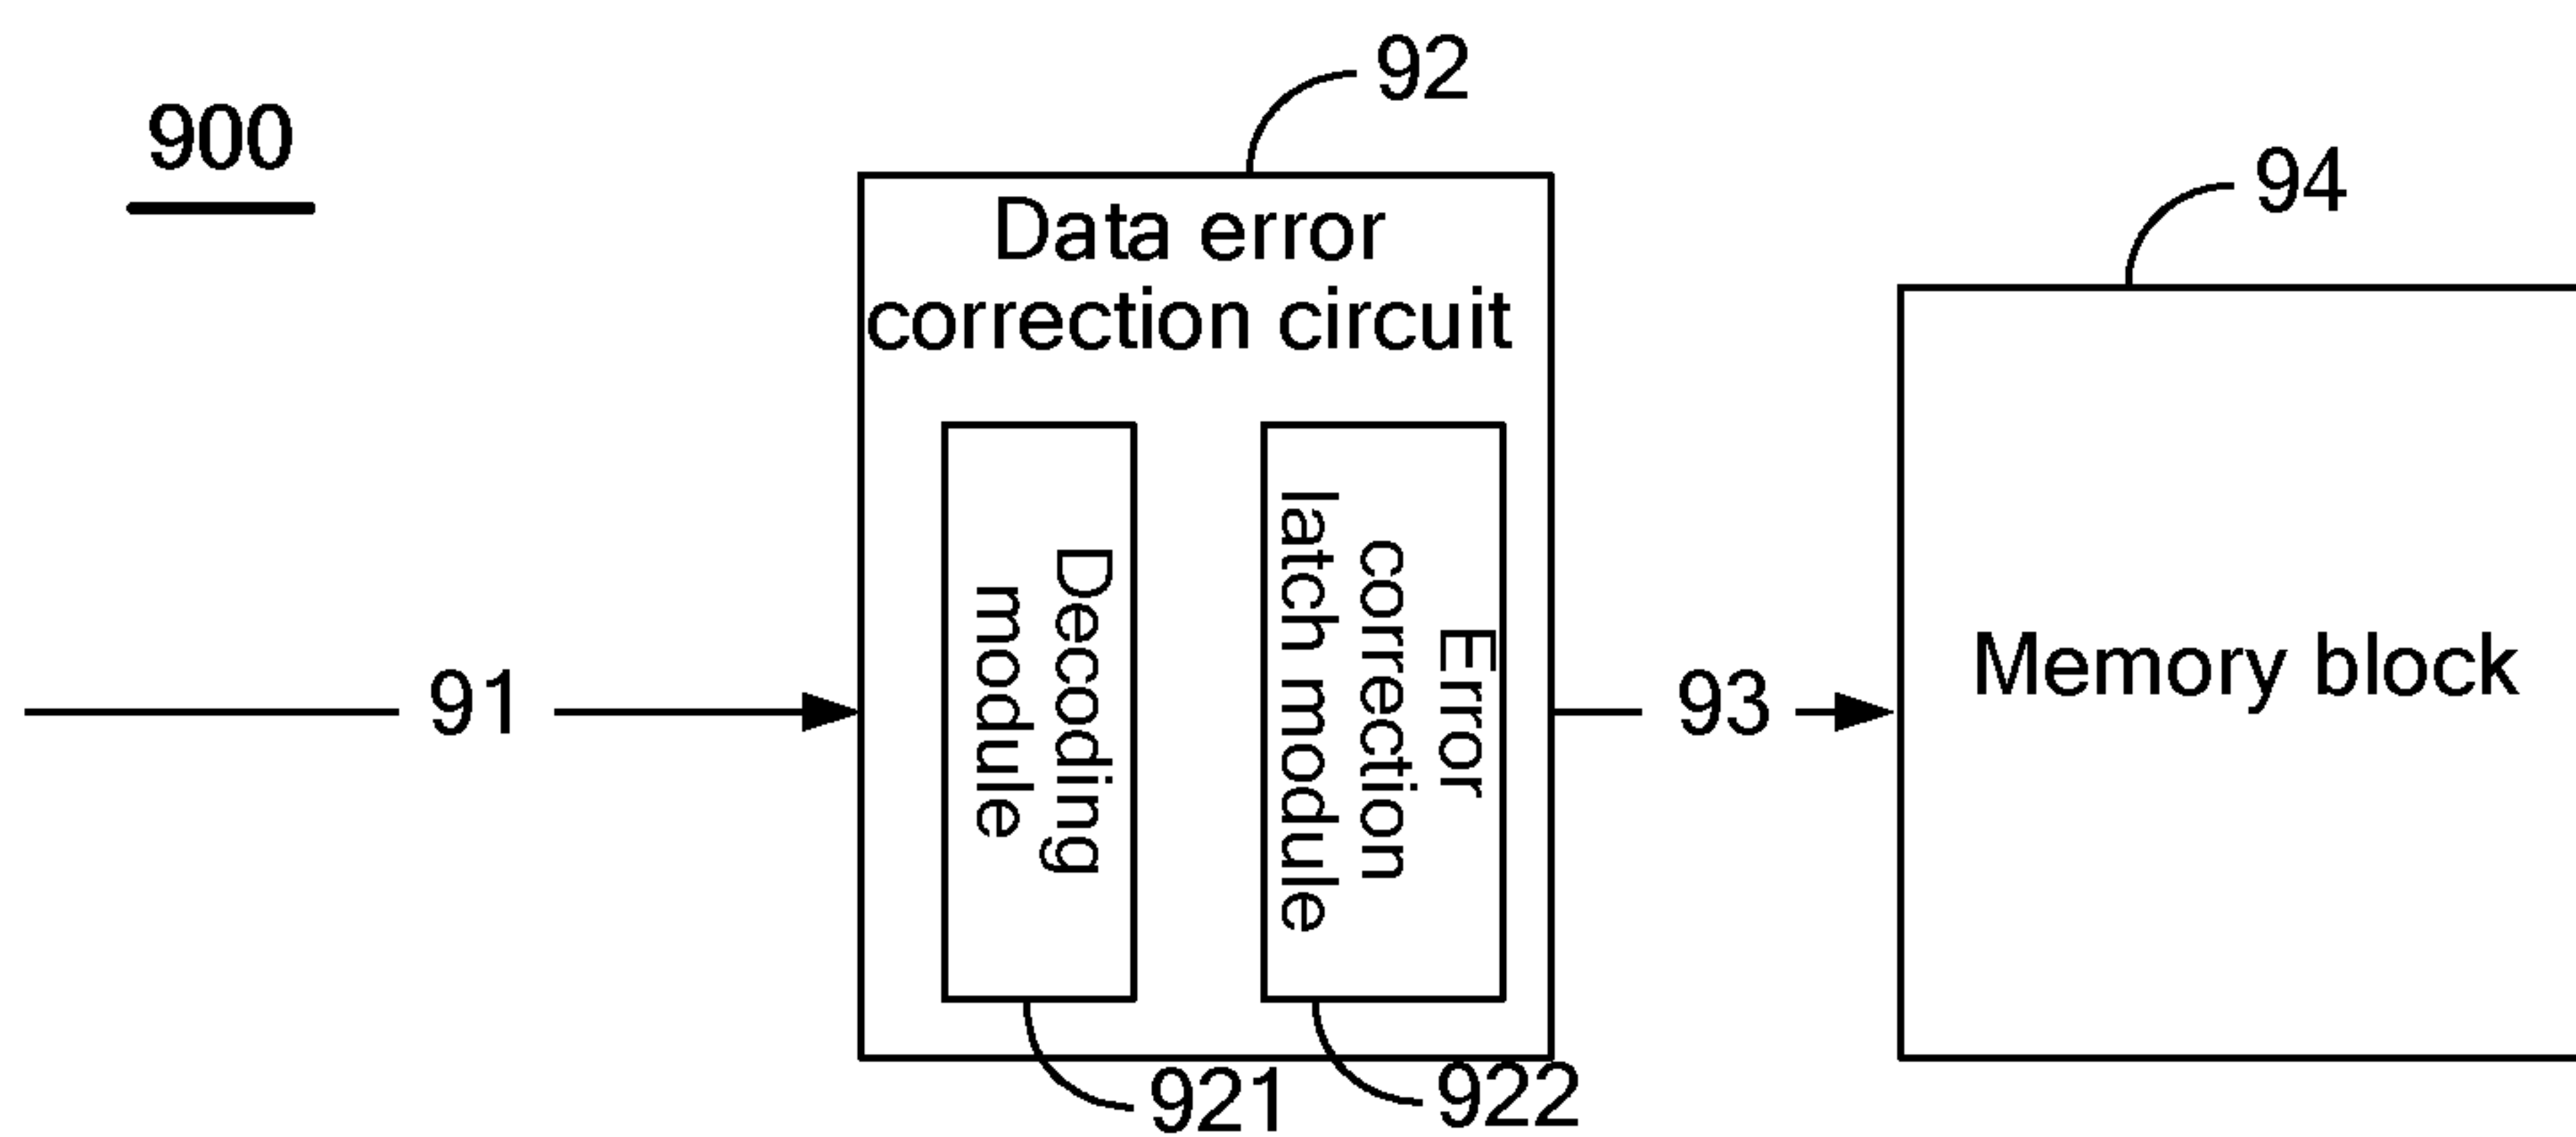 900
92
94
Data error
correction circuit
Decoding
module
Error
correction
latch module
91
93
Memory block
921
922